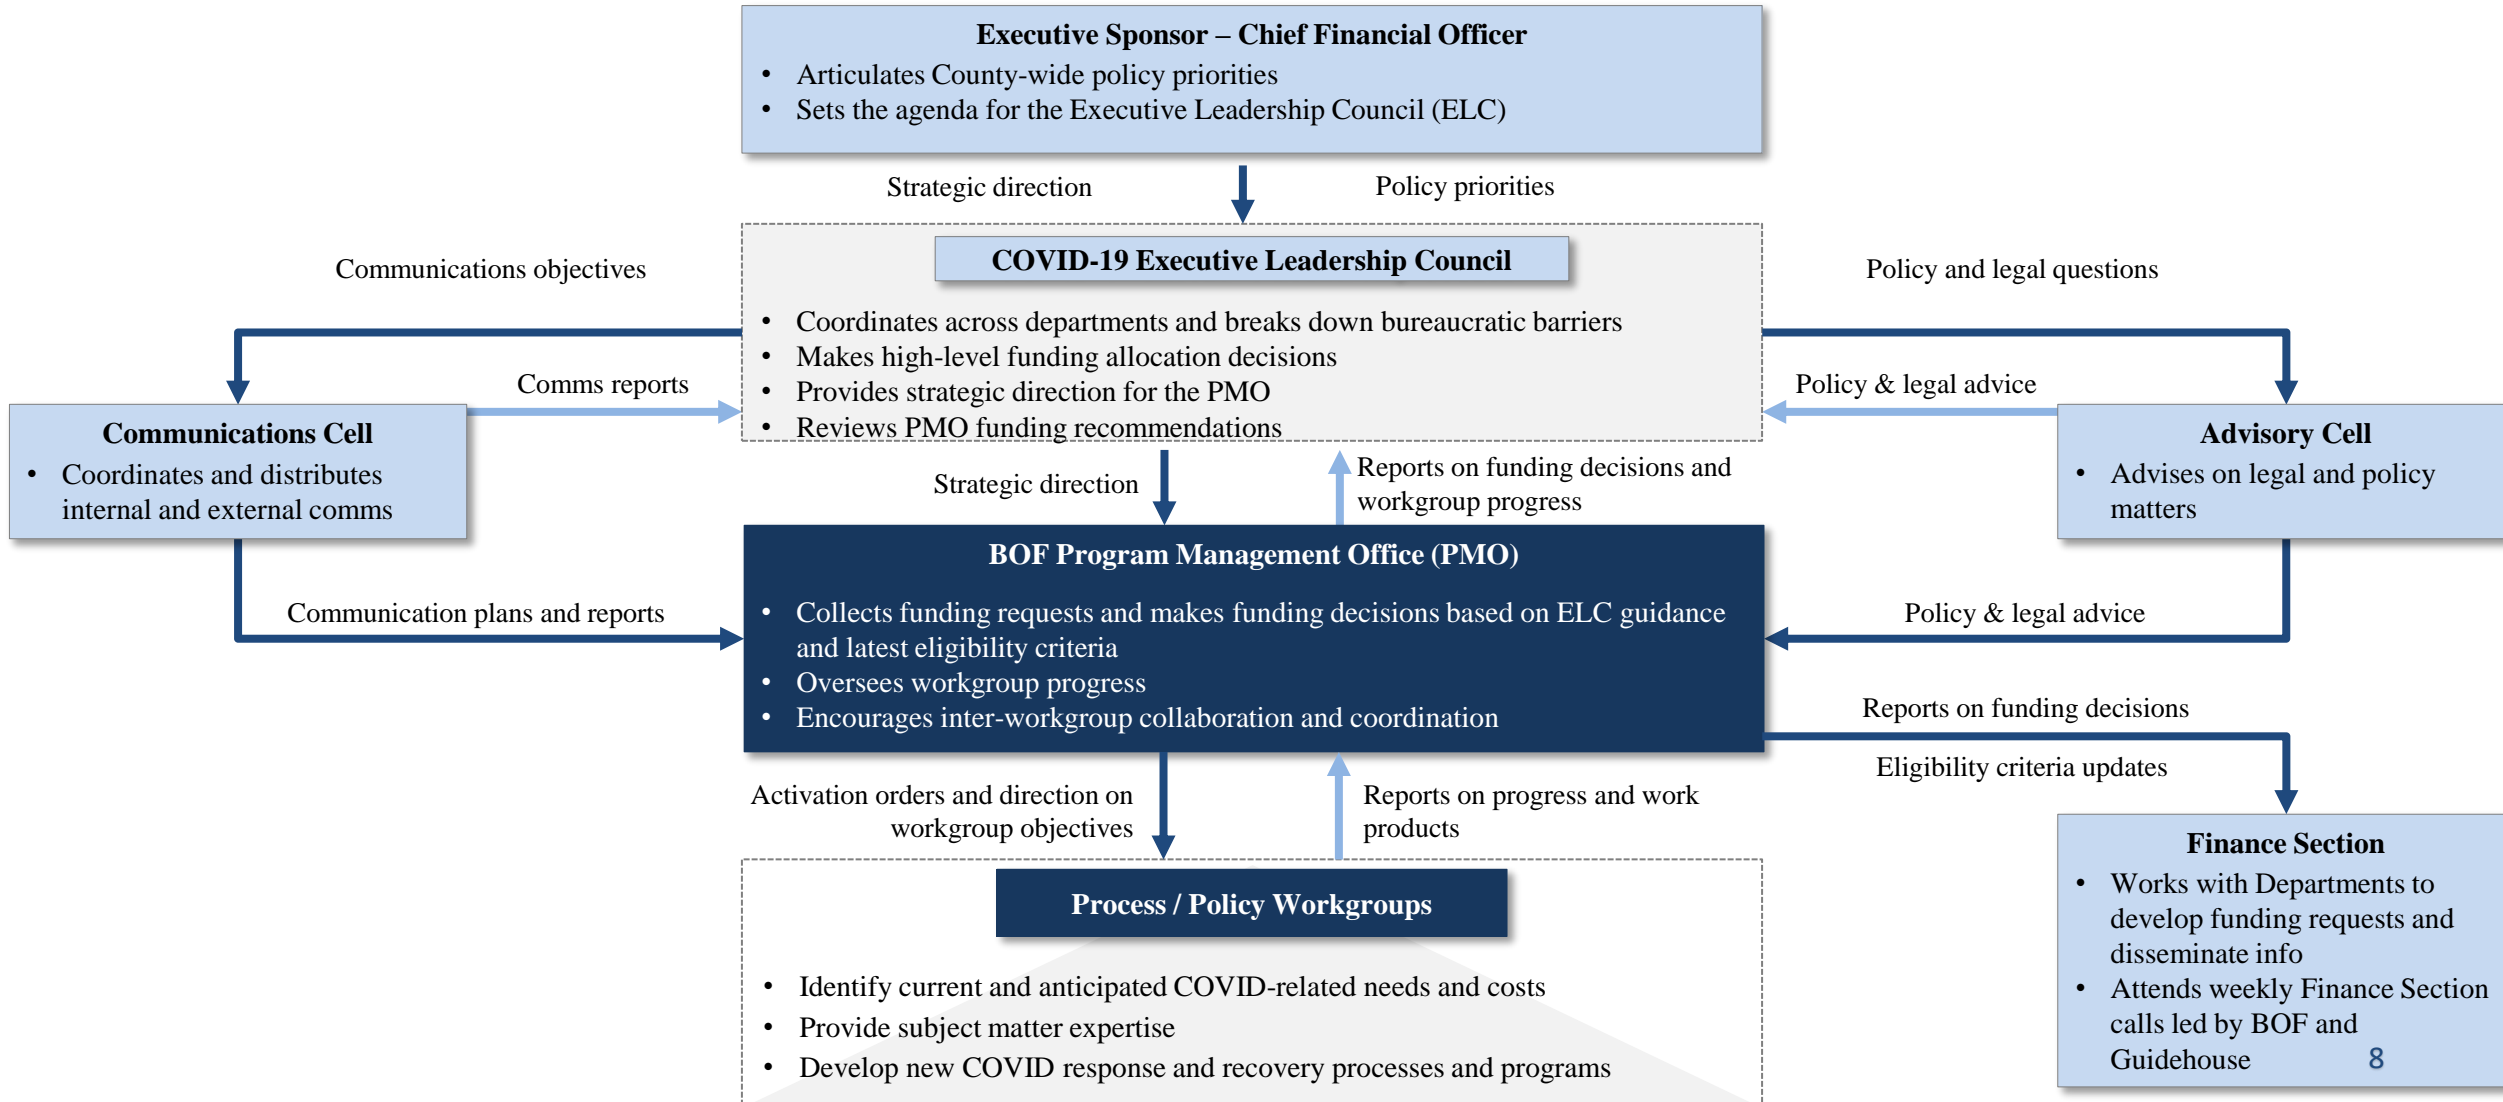 Executive Sponsor – Chief Financial Officer
• Articulates County-wide policy priorities
• Sets the agenda for the Executive Leadership Council (ELC)
Strategic direction
Policy priorities
COVID-19 Executive Leadership Council
• Coordinates across departments and breaks down bureaucratic barriers
• Makes high-level funding allocation decisions
• Provides strategic direction for the PMO
• Reviews PMO funding recommendations
Communications objectives
Policy and legal questions
Comms reports
Policy & legal advice
Communications Cell
• Coordinates and distributes
internal and external comms
Advisory Cell
• Advises on legal and policy
matters
Strategic direction
Reports on funding decisions and
workgroup progress
BOF Program Management Office (PMO)
• Collects funding requests and makes funding decisions based on ELC guidance
and latest eligibility criteria
• Oversees workgroup progress
• Encourages inter-workgroup collaboration and coordination
Communication plans and reports
Policy & legal advice
Reports on funding decisions
Eligibility criteria updates
Activation orders and direction on
workgroup objectives
Reports on progress and work
products
Process / Policy Workgroups
• Identify current and anticipated COVID-related needs and costs
• Provide subject matter expertise
• Develop new COVID response and recovery processes and programs
Finance Section
• Works with Departments to
develop funding requests and
disseminate info
• Attends weekly Finance Section
calls led by BOF and
Guidehouse
8